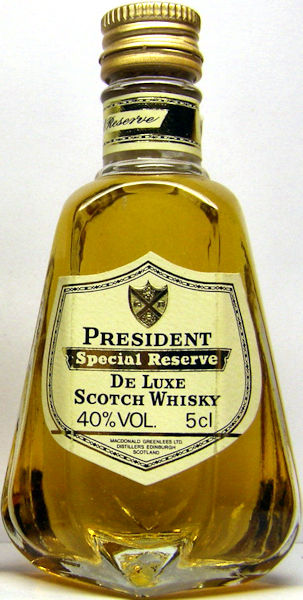 Reserve
PRESIDENT
Special Reserve
DE LUXE
SCOTCH WHISKY
40% VOL. 5cl
MACDONALD GREENLEES LTD.
DISTILLERS EDINBURGH
SCOTLAND